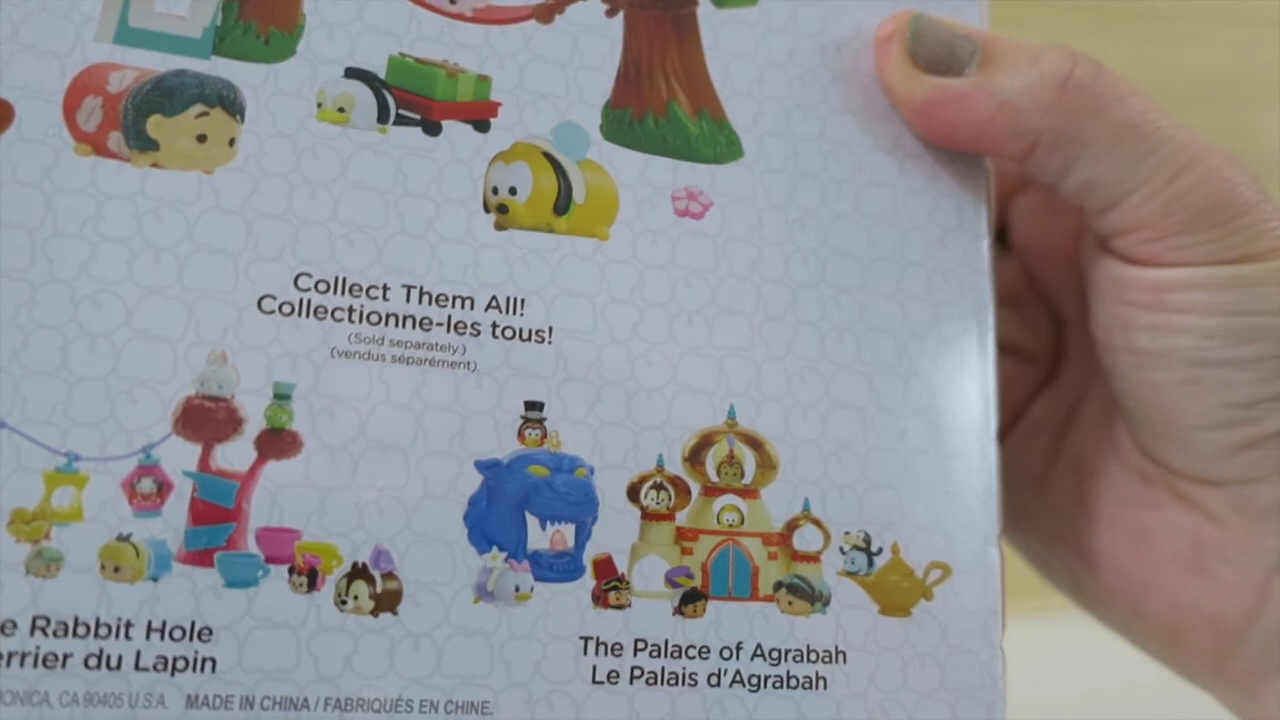 Collect Them All!
Collectionne-les tous!
(Sold separately.)
(vendus séparément).
e Rabbit Hole
errier du Lapin
The Palace of Agrabah
Le Palais d'Agrabah
ONICA, CA 90405 U.S.A. MADE IN CHINA / FABRIQUÉS EN CHINE.